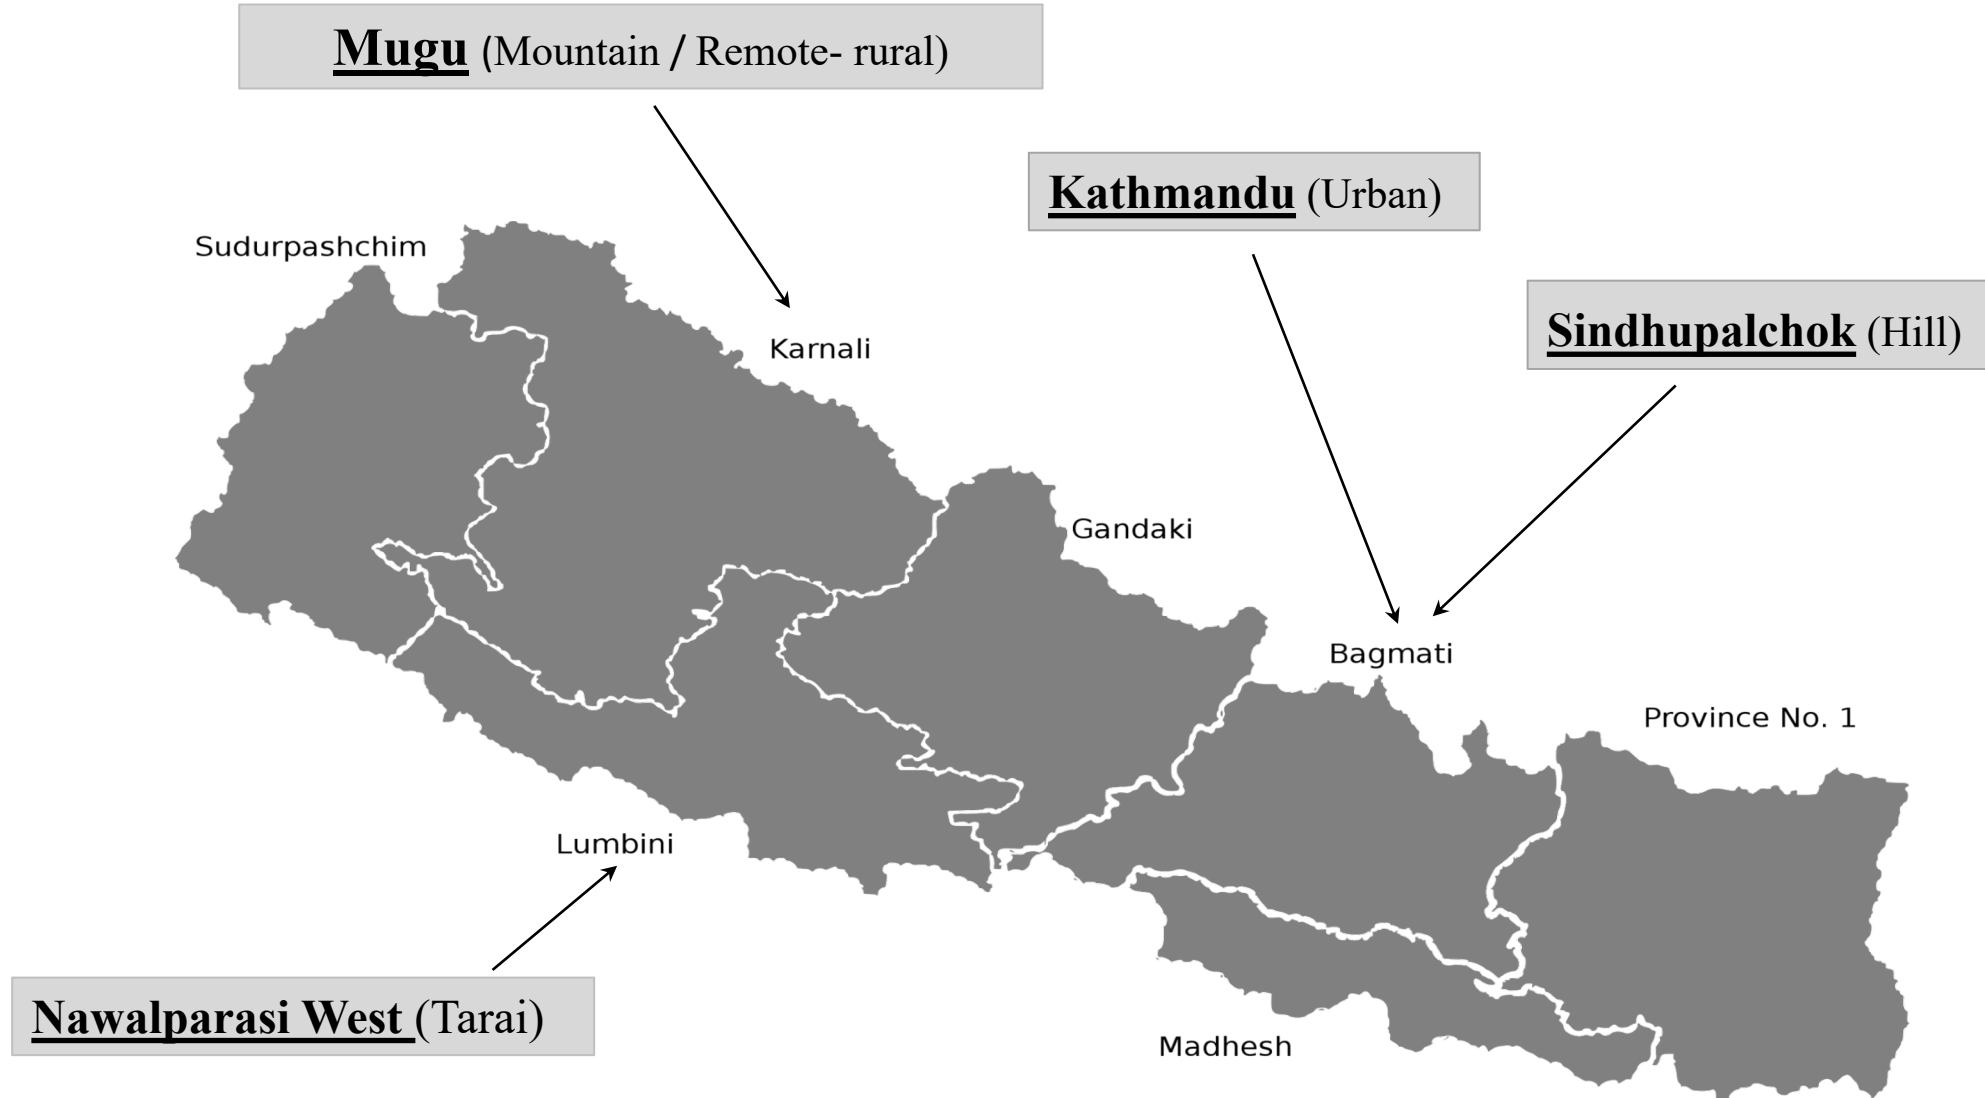 Mugu (Mountain / Remote- rural)
Kathmandu (Urban)
Sudurpashchim
Sindhupalchok (Hill)
Karnali
Gandaki
Bagmati
Province No. 1
Lumbini
Nawalparasi West (Tarai)
Madhesh